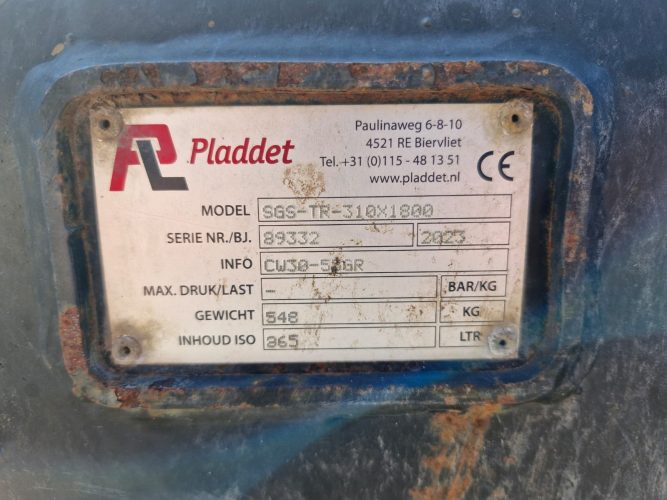 PL Pladdet
Paulinaweg 6-8-10
4521 RE Biervliet
Tel. +31 (0)115 - 48 13 51
www.pladdet.nl
CE
MODEL SGS-TR-310X1800
SERIE NR./BJ. 89332 2023
INFO
MAX. DRUK/LAST - BAR/KG
GEWICHT 548 KG
INHOUD ISO LTR